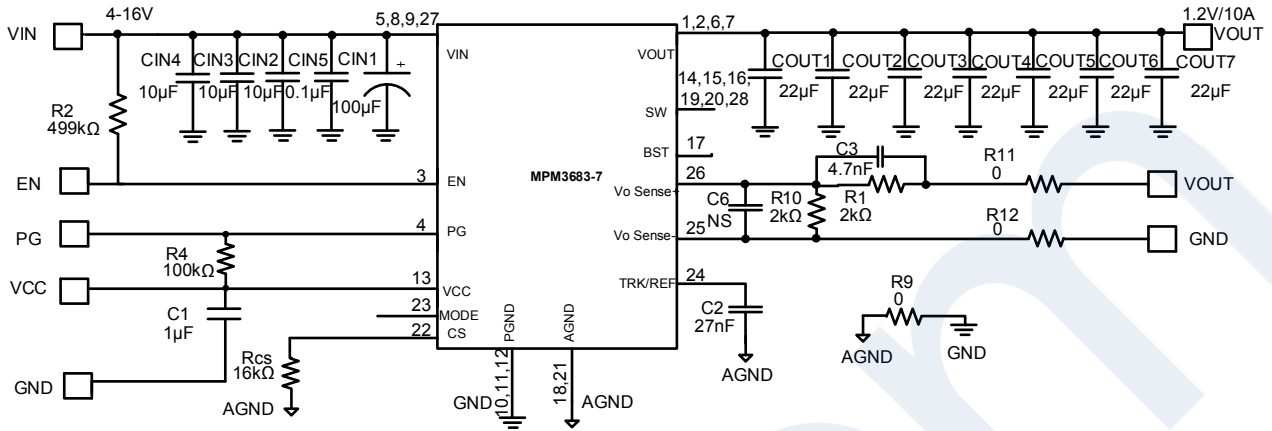 4-16V
5,8,9,27
1,2,6,7
1.2V/10A
VIN
VOUT
CIN4
CIN3
CIN2
CIN5
CIN1
+
10µF
10µF
10µF
0.1µF
100µF
VIN
VOUT
COUT1
COUT2
COUT3
COUT4
COUT5
COUT6
COUT7
22µF
22µF
22µF
22µF
22µF
22µF
22µF
14,15,16,
19,20,28
SW
R2
499kΩ
BST
17
C3
4.7nF
R11
0
MPM3683-7
EN
3
EN
26
Vo Sense+
VOUT
C6
NS
R10
2kΩ
R1
2kΩ
R12
0
PG
4
PG
25
Vo Sense-
GND
R4
100kΩ
VCC
13
VCC
24
TRK/REF
R9
0
C1
1µF
23
MODE
22
CS
PGND
AGND
C2
27nF
AGND
GND
Rcs
16kΩ
GND
AGND
GND
10,11,12
18,21
AGND
AGND